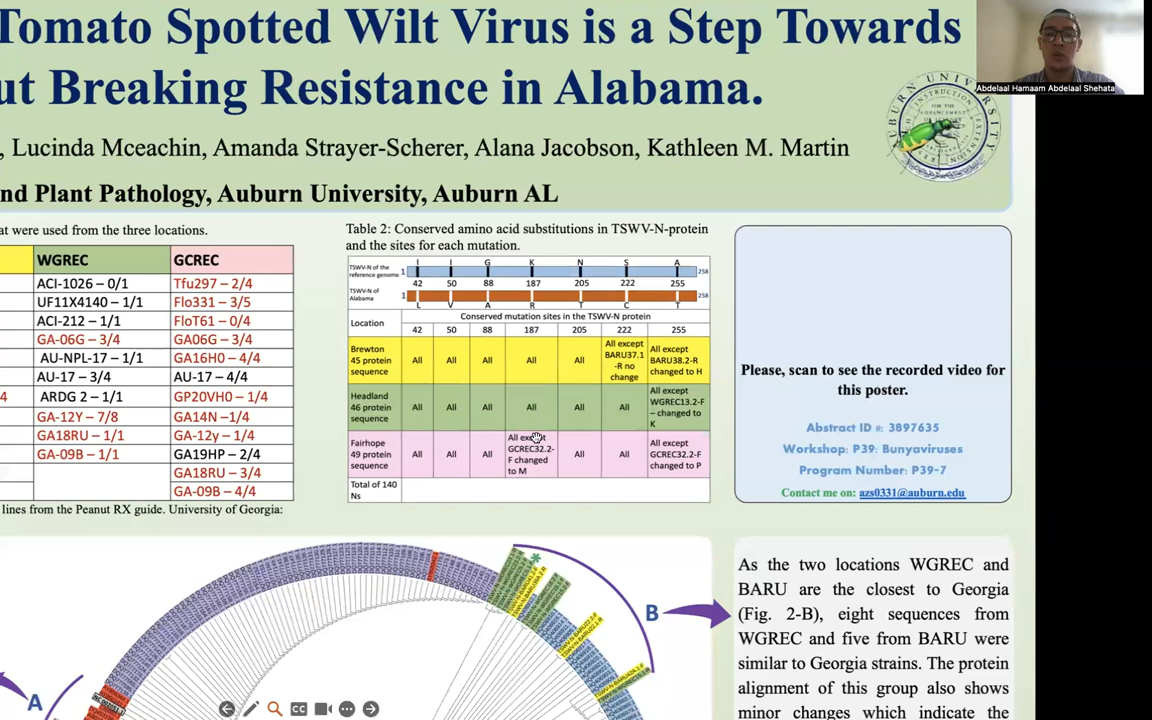 Tomato Spotted Wilt Virus is a Step Towards
ut Breaking Resistance in Alabama.
, Lucinda Mceachin, Amanda Strayer-Scherer, Alana Jacobson, Kathleen M. Martin
nd Plant Pathology, Auburn University, Auburn AL
Abdelaal Hamaam Abdelaal Shehata
at were used from the three locations.
WGREC GCREC
ACI-1026 – 0/1 Tfu297 – 2/4
UF11X4140 – 1/1 Flo331 – 3/5
ACI-212 – 1/1 FloT61 – 0/4
GA-06G – 3/4 GA06G – 3/4
AU-NPL-17 – 1/1 GA16H0 – 4/4
AU-17 – 3/4 AU-17 – 4/4
4 ARDG 2 – 1/1 GP20VH0 – 1/4
GA-12Y – 7/8 GA14N –1/4
GA18RU – 1/1 GA-12y – 1/4
GA-09B – 1/1 GA19HP – 2/4
GA18RU – 3/4
GA-09B – 4/4
lines from the Peanut RX guide. University of Georgia:
Table 2: Conserved amino acid substitutions in TSWV-N-protein
and the sites for each mutation.
I I G K N S A
TSWV-N of the
reference genome 1 258
42 50 88 187 205 222 255
TSWV-N of
Alabama 1 258
L V A R T C T
Location Conserved mutation sites in the TSWV-N protein
42 50 88 187 205 222 255
Brewton
45 protein
sequence
All All All All All
All except
BARU37.1
-R no
change
All except
BARU38.2-R
changed to H
Headland
46 protein
sequence
All All All All All All
All except
WGREC13.2-F
– changed to
K
Fairhope
49 protein
sequence
All All All
All except
GCREC32.2-
F changed
to M
All All
All except
GCREC32.2-F
changed to P
Total of 140
Ns
Please, scan to see the recorded video for
this poster.
Abstract ID #: 3897635
Workshop: P39: Bunyaviruses
Program Number: P39-7
Contact me on: azs0331@auburn.edu
A
B
As the two locations WGREC and
BARU are the closest to Georgia
(Fig. 2-B), eight sequences from
WGREC and five from BARU were
similar to Georgia strains. The protein
alignment of this group also shows
minor changes which indicate the
CC